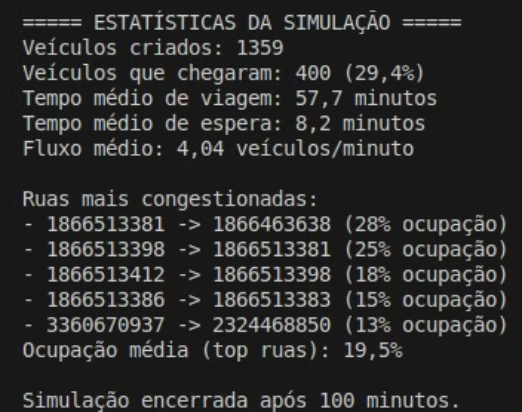 ===== ESTATÍSTICAS DA SIMULAÇÃO =====
Veículos criados: 1359
Veículos que chegaram: 400 (29,4%)
Tempo médio de viagem: 57,7 minutos
Tempo médio de espera: 8,2 minutos
Fluxo médio: 4,04 veículos/minuto

Ruas mais congestionadas:
- 1866513381 -> 1866463638 (28% ocupação)
- 1866513398 -> 1866513381 (25% ocupação)
- 1866513412 -> 1866513398 (18% ocupação)
- 1866513386 -> 1866513383 (15% ocupação)
- 3360670937 -> 2324468850 (13% ocupação)
Ocupação média (top ruas): 19,5%

Simulação encerrada após 100 minutos.